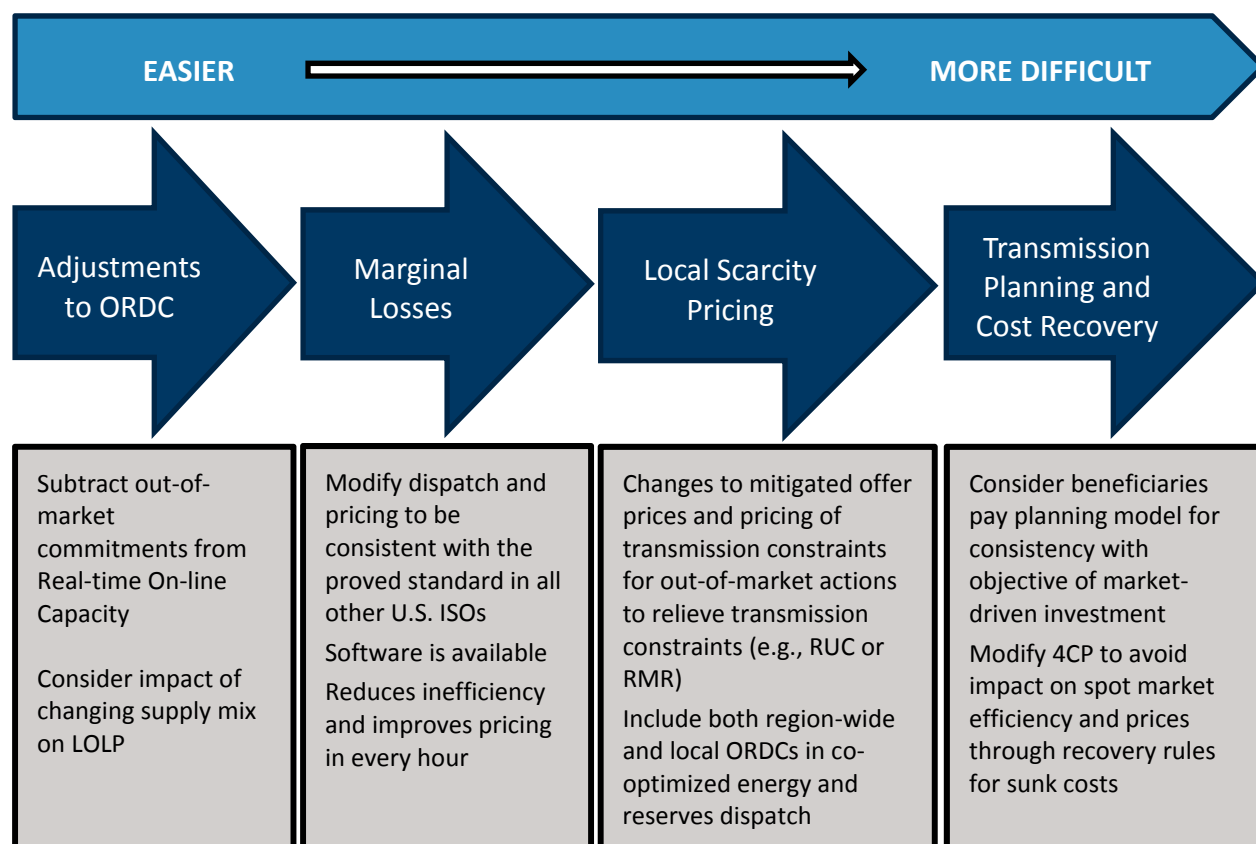 EASIER
MORE DIFFICULT
Adjustments
to ORDC
Marginal
Losses
Local Scarcity
Pricing
Transmission
Planning and
Cost Recovery
Subtract out-of-
market
commitments from
Real-time On-line
Capacity
Consider impact of
changing supply mix
on LOLP
Modify dispatch and
pricing to be
consistent with the
proved standard in all
other U.S. ISOs
Software is available
Reduces inefficiency
and improves pricing
in every hour
Changes to mitigated offer
prices and pricing of
transmission constraints
for out-of-market actions
to relieve transmission
constraints (e.g., RUC or
RMR)
Include both region-wide
and local ORDCs in co-
optimized energy and
reserves dispatch
Consider beneficiaries
pay planning model for
consistency with
objective of market-
driven investment
Modify 4CP to avoid
impact on spot market
efficiency and prices
through recovery rules
for sunk costs